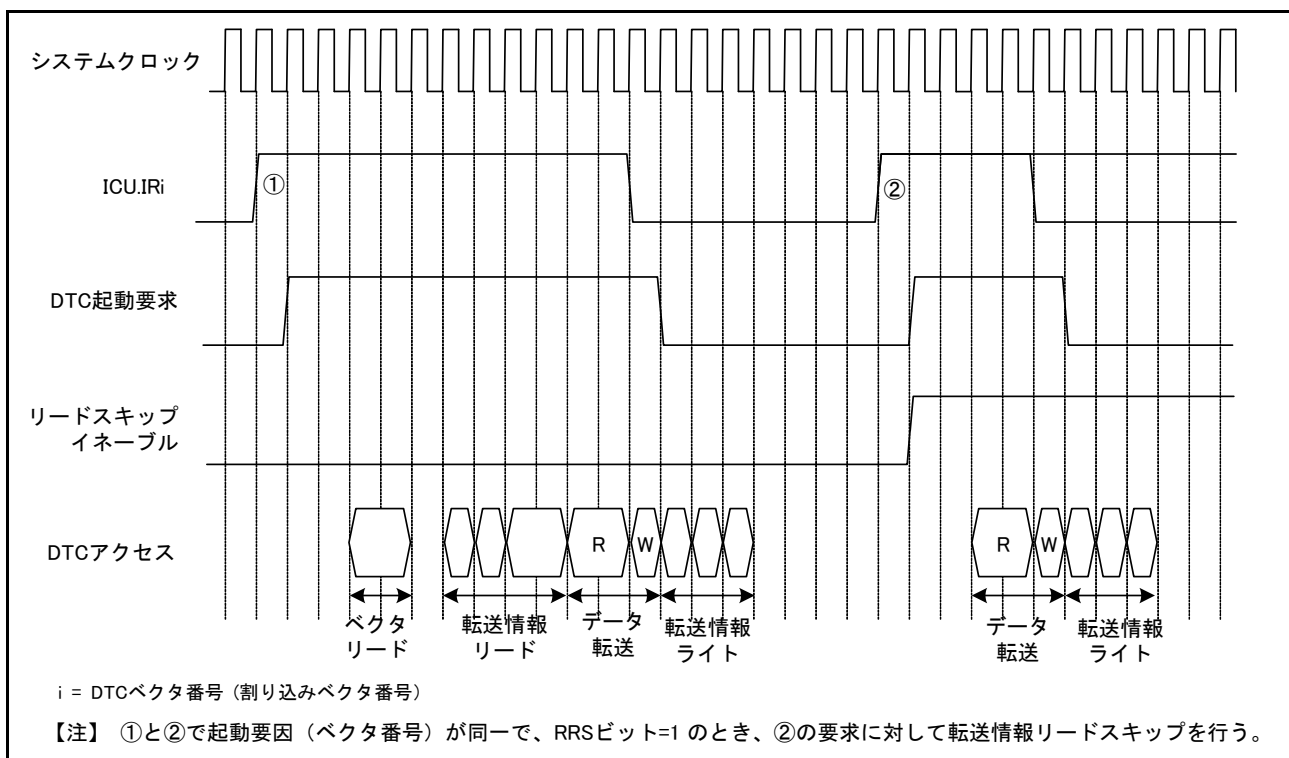 システムクロック
ICU.IRi
①
②
DTC起動要求
リードスキップ
イネーブル
DTCアクセス
R
W
R
W
ベクタ
リード
転送情報
リード
データ
転送
転送情報
ライト
データ
転送
転送情報
ライト
i = DTCベクタ番号 (割り込みベクタ番号)
【注】 ①と②で起動要因（ベクタ番号）が同一で、RRSビット=1 のとき、②の要求に対して転送情報リードスキップを行う。